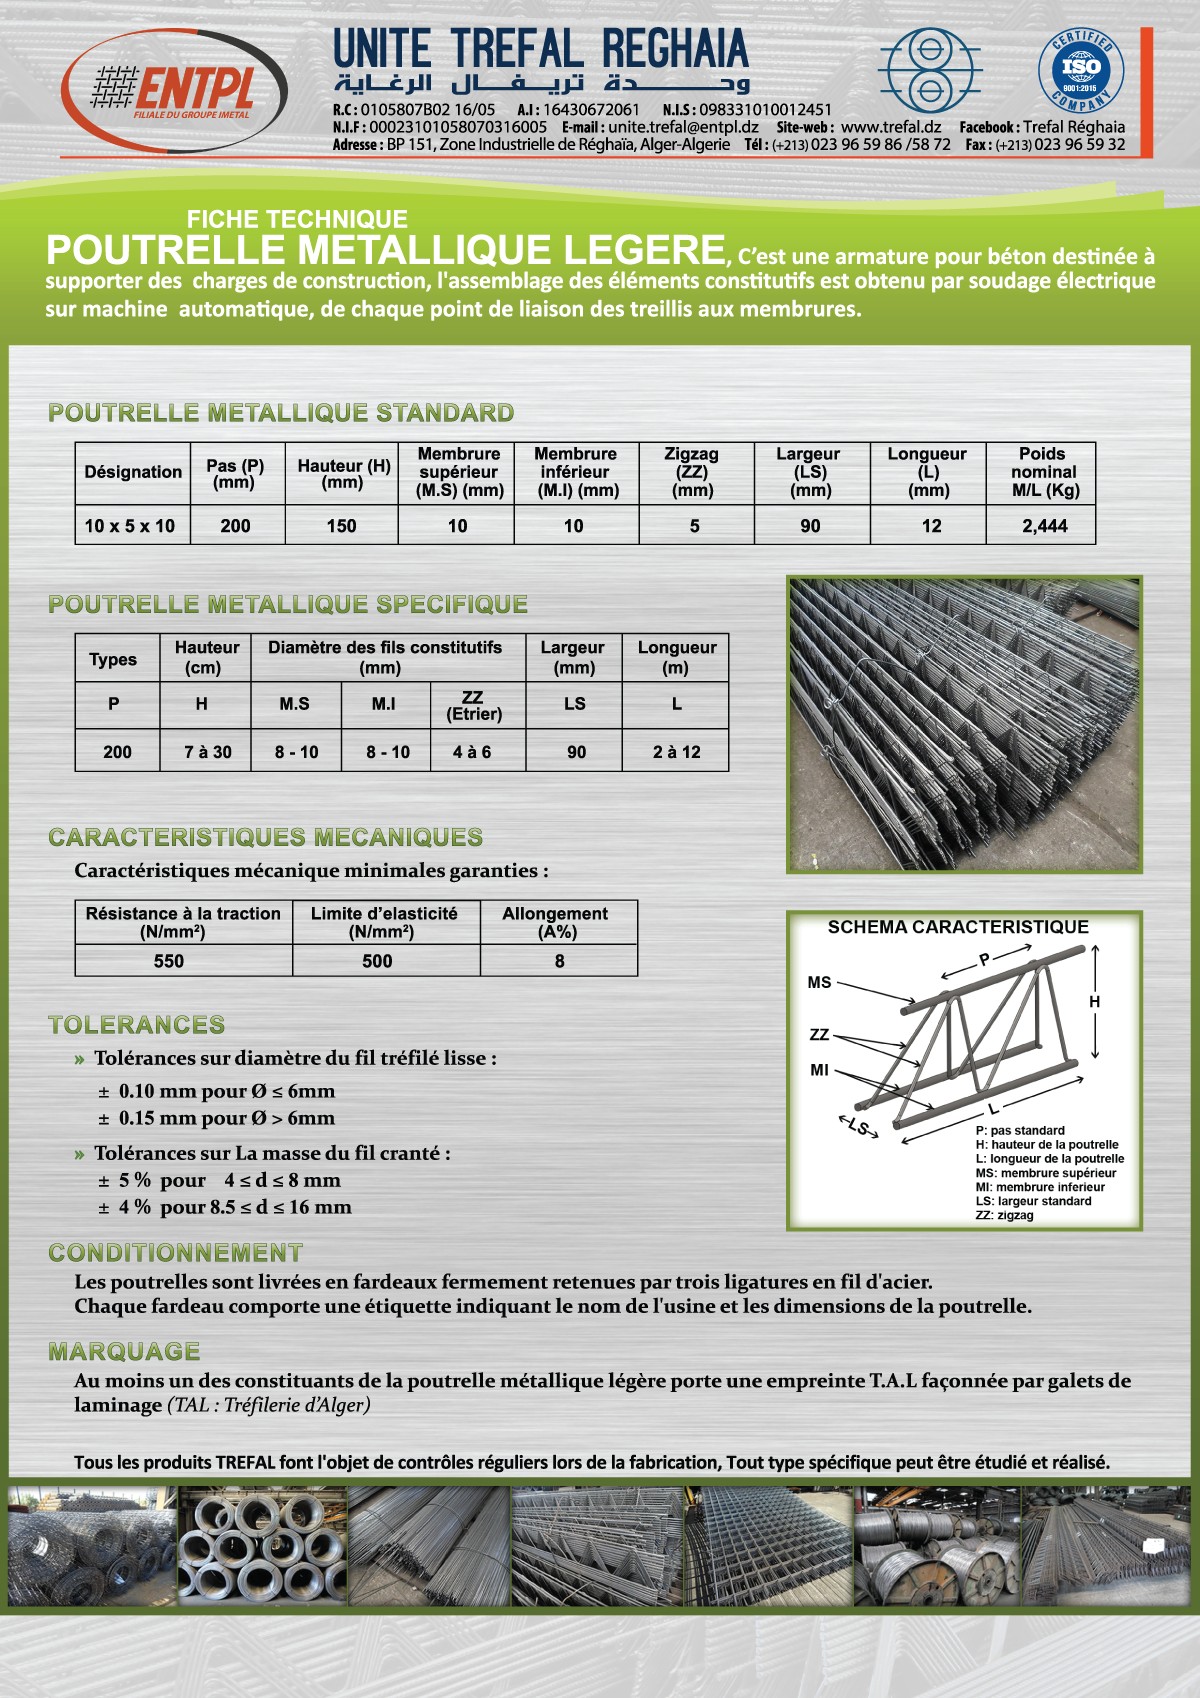 ENTPL
FILIALE DU GROUPE IMETAL
UNITE TREFAL REGHAIA
وحـــــدة تريـفــــال الرغـايـة
R.C : 0105807B02 16/05 A.I : 16430672061 N.I.S : 098331010012451
N.I.F : 00023101058070316005 E-mail : unite.trefal@entpl.dz Site-web : www.trefal.dz Facebook : Trefal Réghaia
Adresse : BP 151, Zone Industrielle de Réghaïa, Alger-Algerie Tél : (+213) 023 96 59 86 /58 72 Fax : (+213) 023 96 59 32
CERTIFIED
ISO
9001:2015
COMPANY
FICHE TECHNIQUE
POUTRELLE METALLIQUE LEGERE, C’est une armature pour béton destinée à
supporter des charges de construction, l'assemblage des éléments constitutifs est obtenu par soudage électrique
sur machine automatique, de chaque point de liaison des treillis aux membrures.
POUTRELLE METALLIQUE STANDARD
Désignation Pas (P) (mm) Hauteur (H) (mm) Membrure supérieur (M.S) (mm) Membrure inférieur (M.I) (mm) Zigzag (ZZ) (mm) Largeur (LS) (mm) Longueur (L) (mm) Poids nominal M/L (Kg)
10 x 5 x 10 200 150 10 10 5 90 12 2,444
POUTRELLE METALLIQUE SPECIFIQUE
Types Hauteur (cm) Diamètre des fils constitutifs (mm) Largeur (mm) Longueur (m)
P H M.S M.I ZZ (Etrier) LS L
200 7 à 30 8 - 10 8 - 10 4 à 6 90 2 à 12
CARACTERISTIQUES MECANIQUES
Caractéristiques mécanique minimales garanties :
Résistance à la traction (N/mm²) Limite d’elasticité (N/mm²) Allongement (A%)
550 500 8
SCHEMA CARACTERISTIQUE
P
MS
H
ZZ
MI
L
LS
P: pas standard
H: hauteur de la poutrelle
L: longueur de la poutrelle
MS: membrure supérieur
MI: membrure inferieur
LS: largeur standard
ZZ: zigzag
TOLERANCES
» Tolérances sur diamètre du fil tréfilé lisse :
± 0.10 mm pour Ø ≤ 6mm
± 0.15 mm pour Ø > 6mm
» Tolérances sur La masse du fil cranté :
± 5 % pour 4 ≤ d ≤ 8 mm
± 4 % pour 8.5 ≤ d ≤ 16 mm
CONDITIONNEMENT
Les poutrelles sont livrées en fardeaux fermement retenues par trois ligatures en fil d'acier.
Chaque fardeau comporte une étiquette indiquant le nom de l'usine et les dimensions de la poutrelle.
MARQUAGE
Au moins un des constituants de la poutrelle métallique légère porte une empreinte T.A.L façonnée par galets de
laminage (TAL : Tréfilerie d’Alger)
Tous les produits TREFAL font l'objet de contrôles réguliers lors de la fabrication, Tout type spécifique peut être étudié et réalisé.